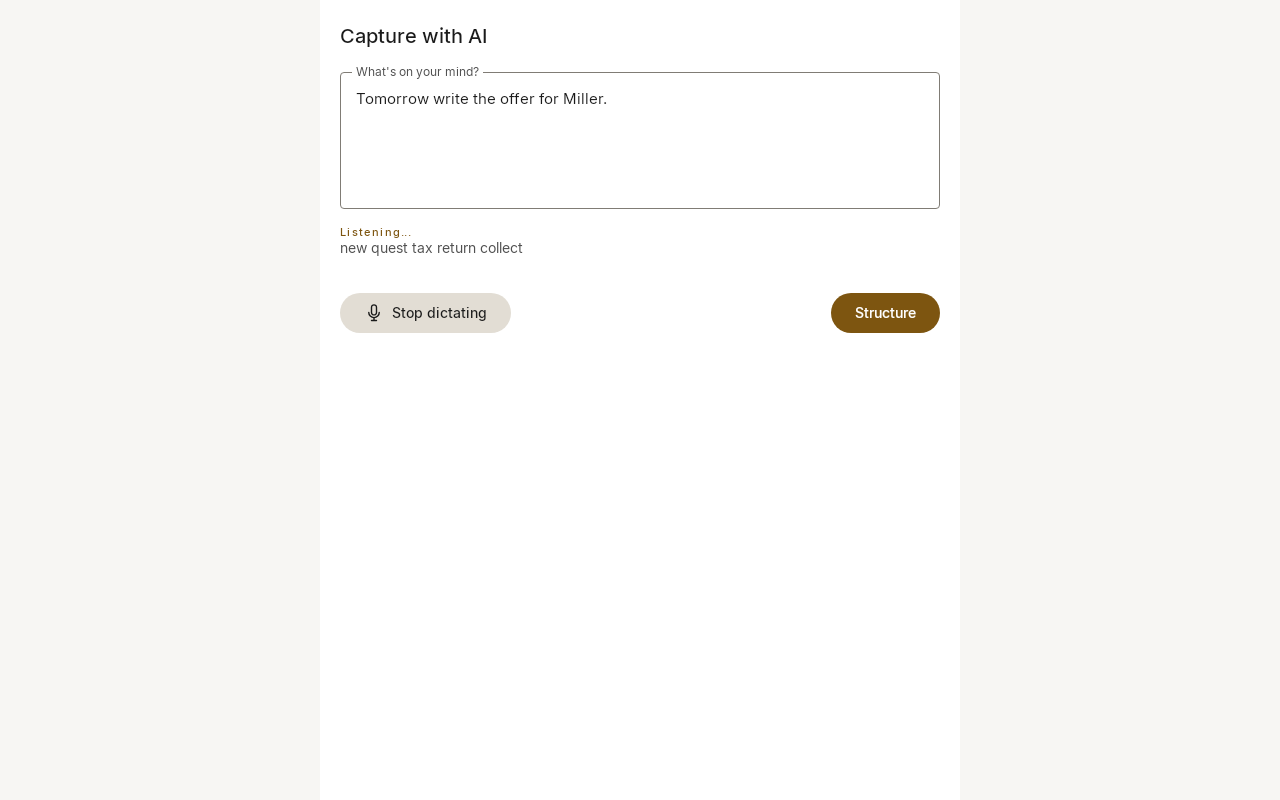 Capture with AI
What's on your mind?
Tomorrow write the offer for Miller.
Listening...
new quest tax return collect
Stop dictating
Structure